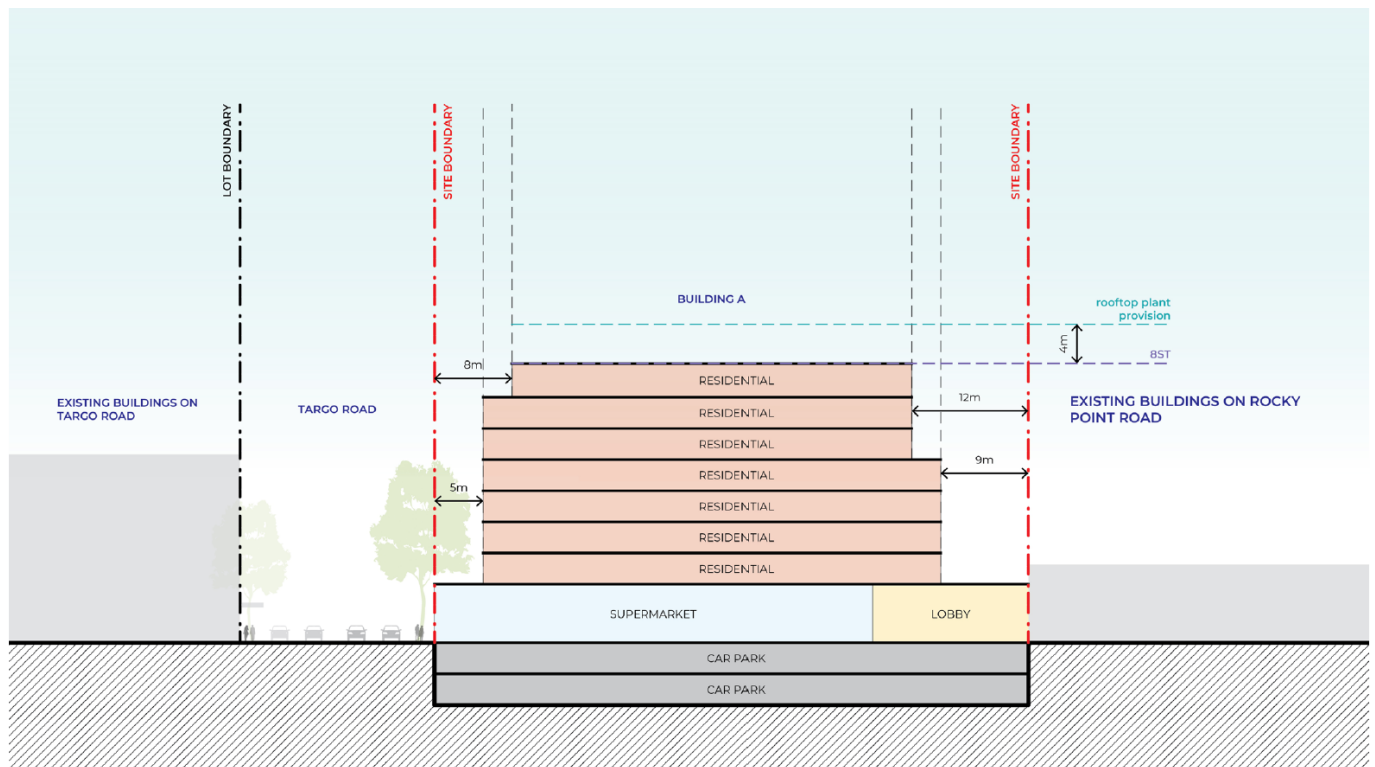 LOT BOUNDARY
SITE BOUNDARY
SITE BOUNDARY
BUILDING A
rooftop plant
provision
4m
8ST
8m
RESIDENTIAL
12m
EXISTING BUILDINGS ON
TARGO ROAD
TARGO ROAD
RESIDENTIAL
EXISTING BUILDINGS ON ROCKY
POINT ROAD
RESIDENTIAL
9m
RESIDENTIAL
5m
RESIDENTIAL
RESIDENTIAL
RESIDENTIAL
SUPERMARKET
LOBBY
CAR PARK
CAR PARK